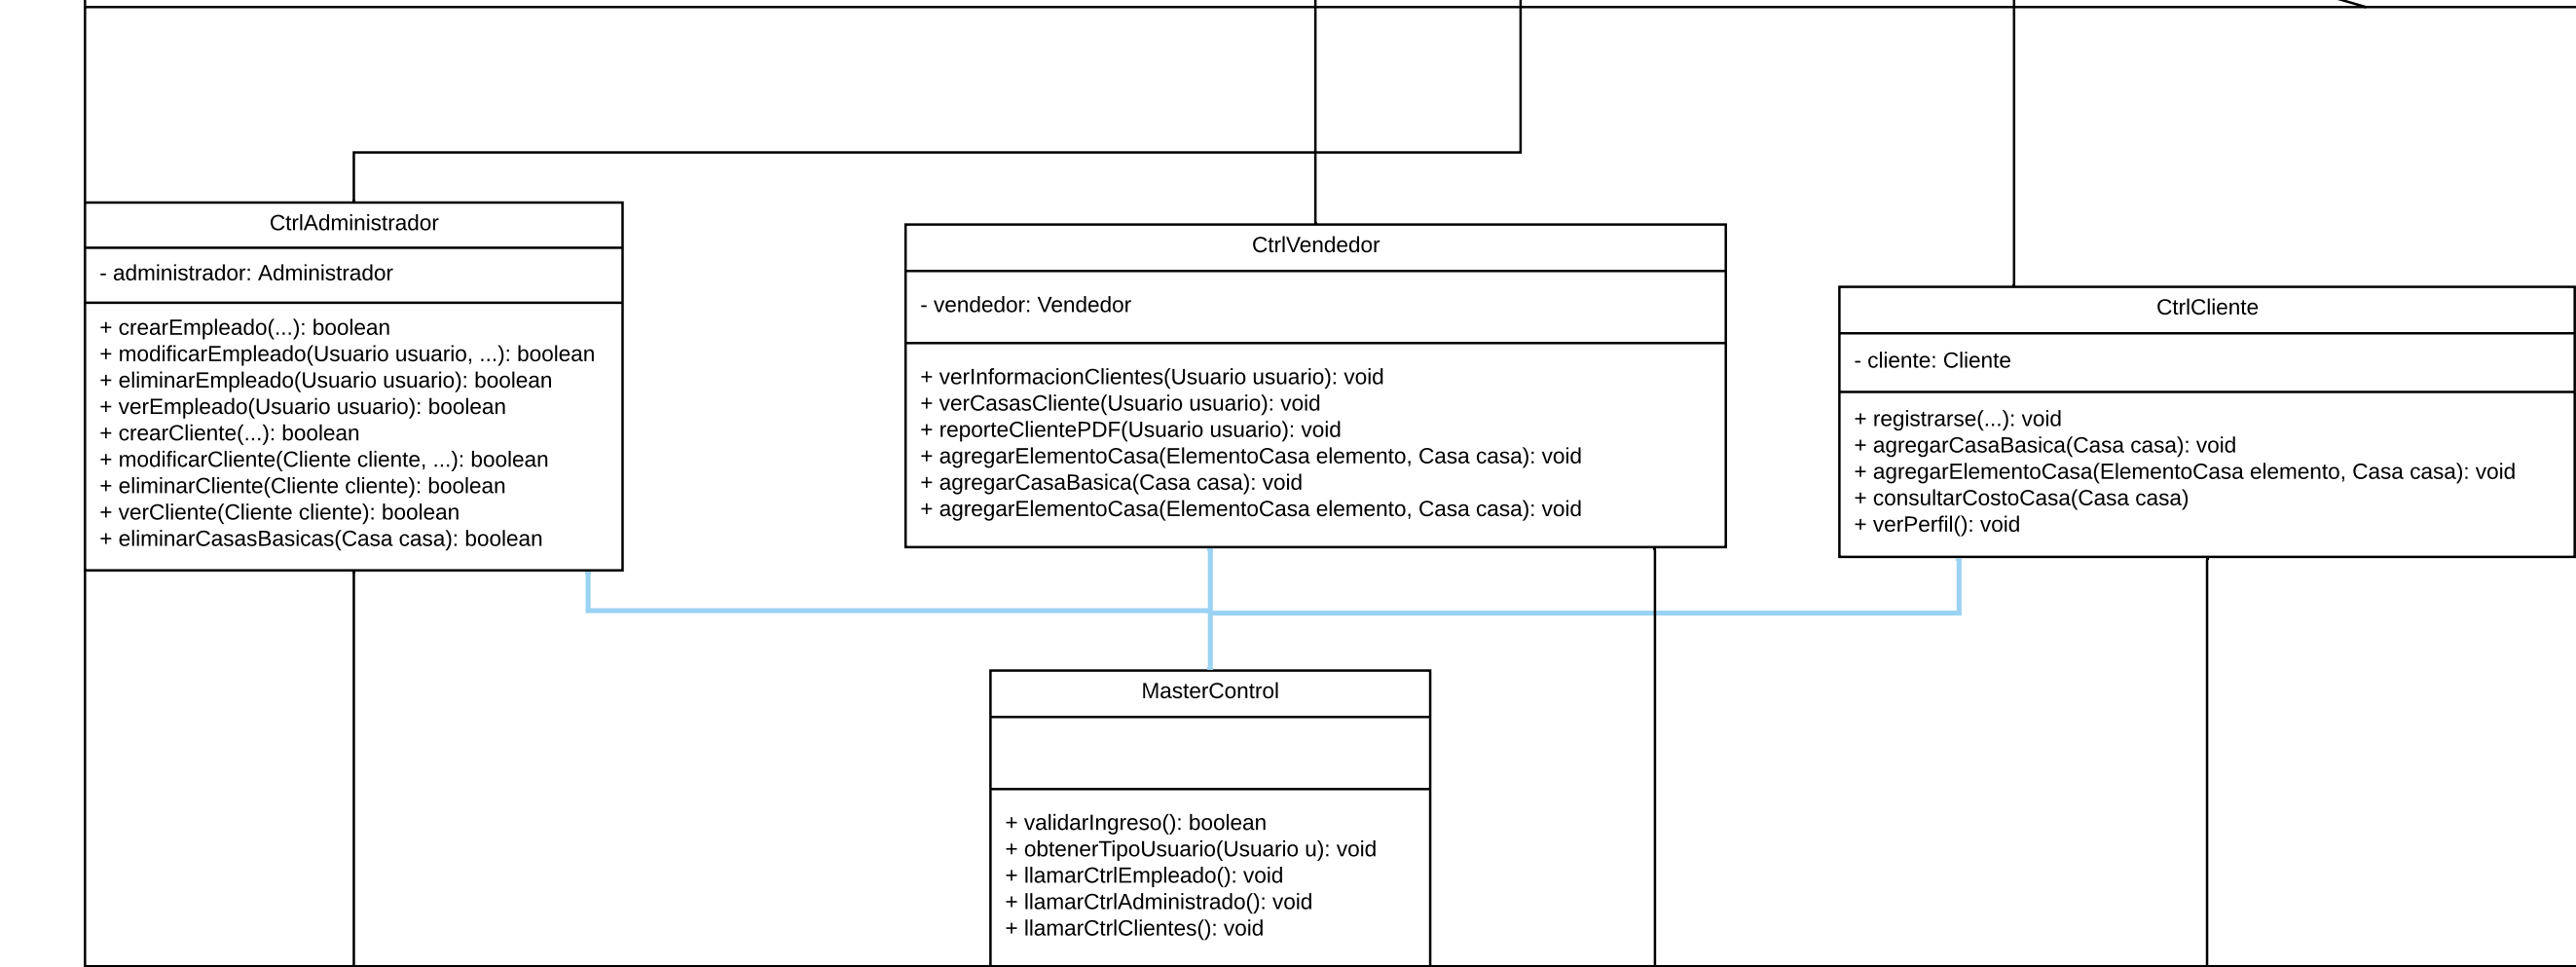 CtrlAdministrador
- administrador: Administrador
+ crearEmpleado(...): boolean
+ modificarEmpleado(Usuario usuario, ...): boolean
+ eliminarEmpleado(Usuario usuario): boolean
+ verEmpleado(Usuario usuario): boolean
+ crearCliente(...): boolean
+ modificarCliente(Cliente cliente, ...): boolean
+ eliminarCliente(Cliente cliente): boolean
+ verCliente(Cliente cliente): boolean
+ eliminarCasasBasicas(Casa casa): boolean
CtrlVendedor
- vendedor: Vendedor
+ verInformacionClientes(Usuario usuario): void
+ verCasasCliente(Usuario usuario): void
+ reporteClientePDF(Usuario usuario): void
+ agregarElementoCasa(ElementoCasa elemento, Casa casa): void
+ agregarCasaBasica(Casa casa): void
+ agregarElementoCasa(ElementoCasa elemento, Casa casa): void
CtrlCliente
- cliente: Cliente
+ registrarse(...): void
+ agregarCasaBasica(Casa casa): void
+ agregarElementoCasa(ElementoCasa elemento, Casa casa): void
+ consultarCostoCasa(Casa casa)
+ verPerfil(): void
MasterControl
+ validarIngreso(): boolean
+ obtenerTipoUsuario(Usuario u): void
+ llamarCtrlEmpleado(): void
+ llamarCtrlAdministrado(): void
+ llamarCtrlClientes(): void